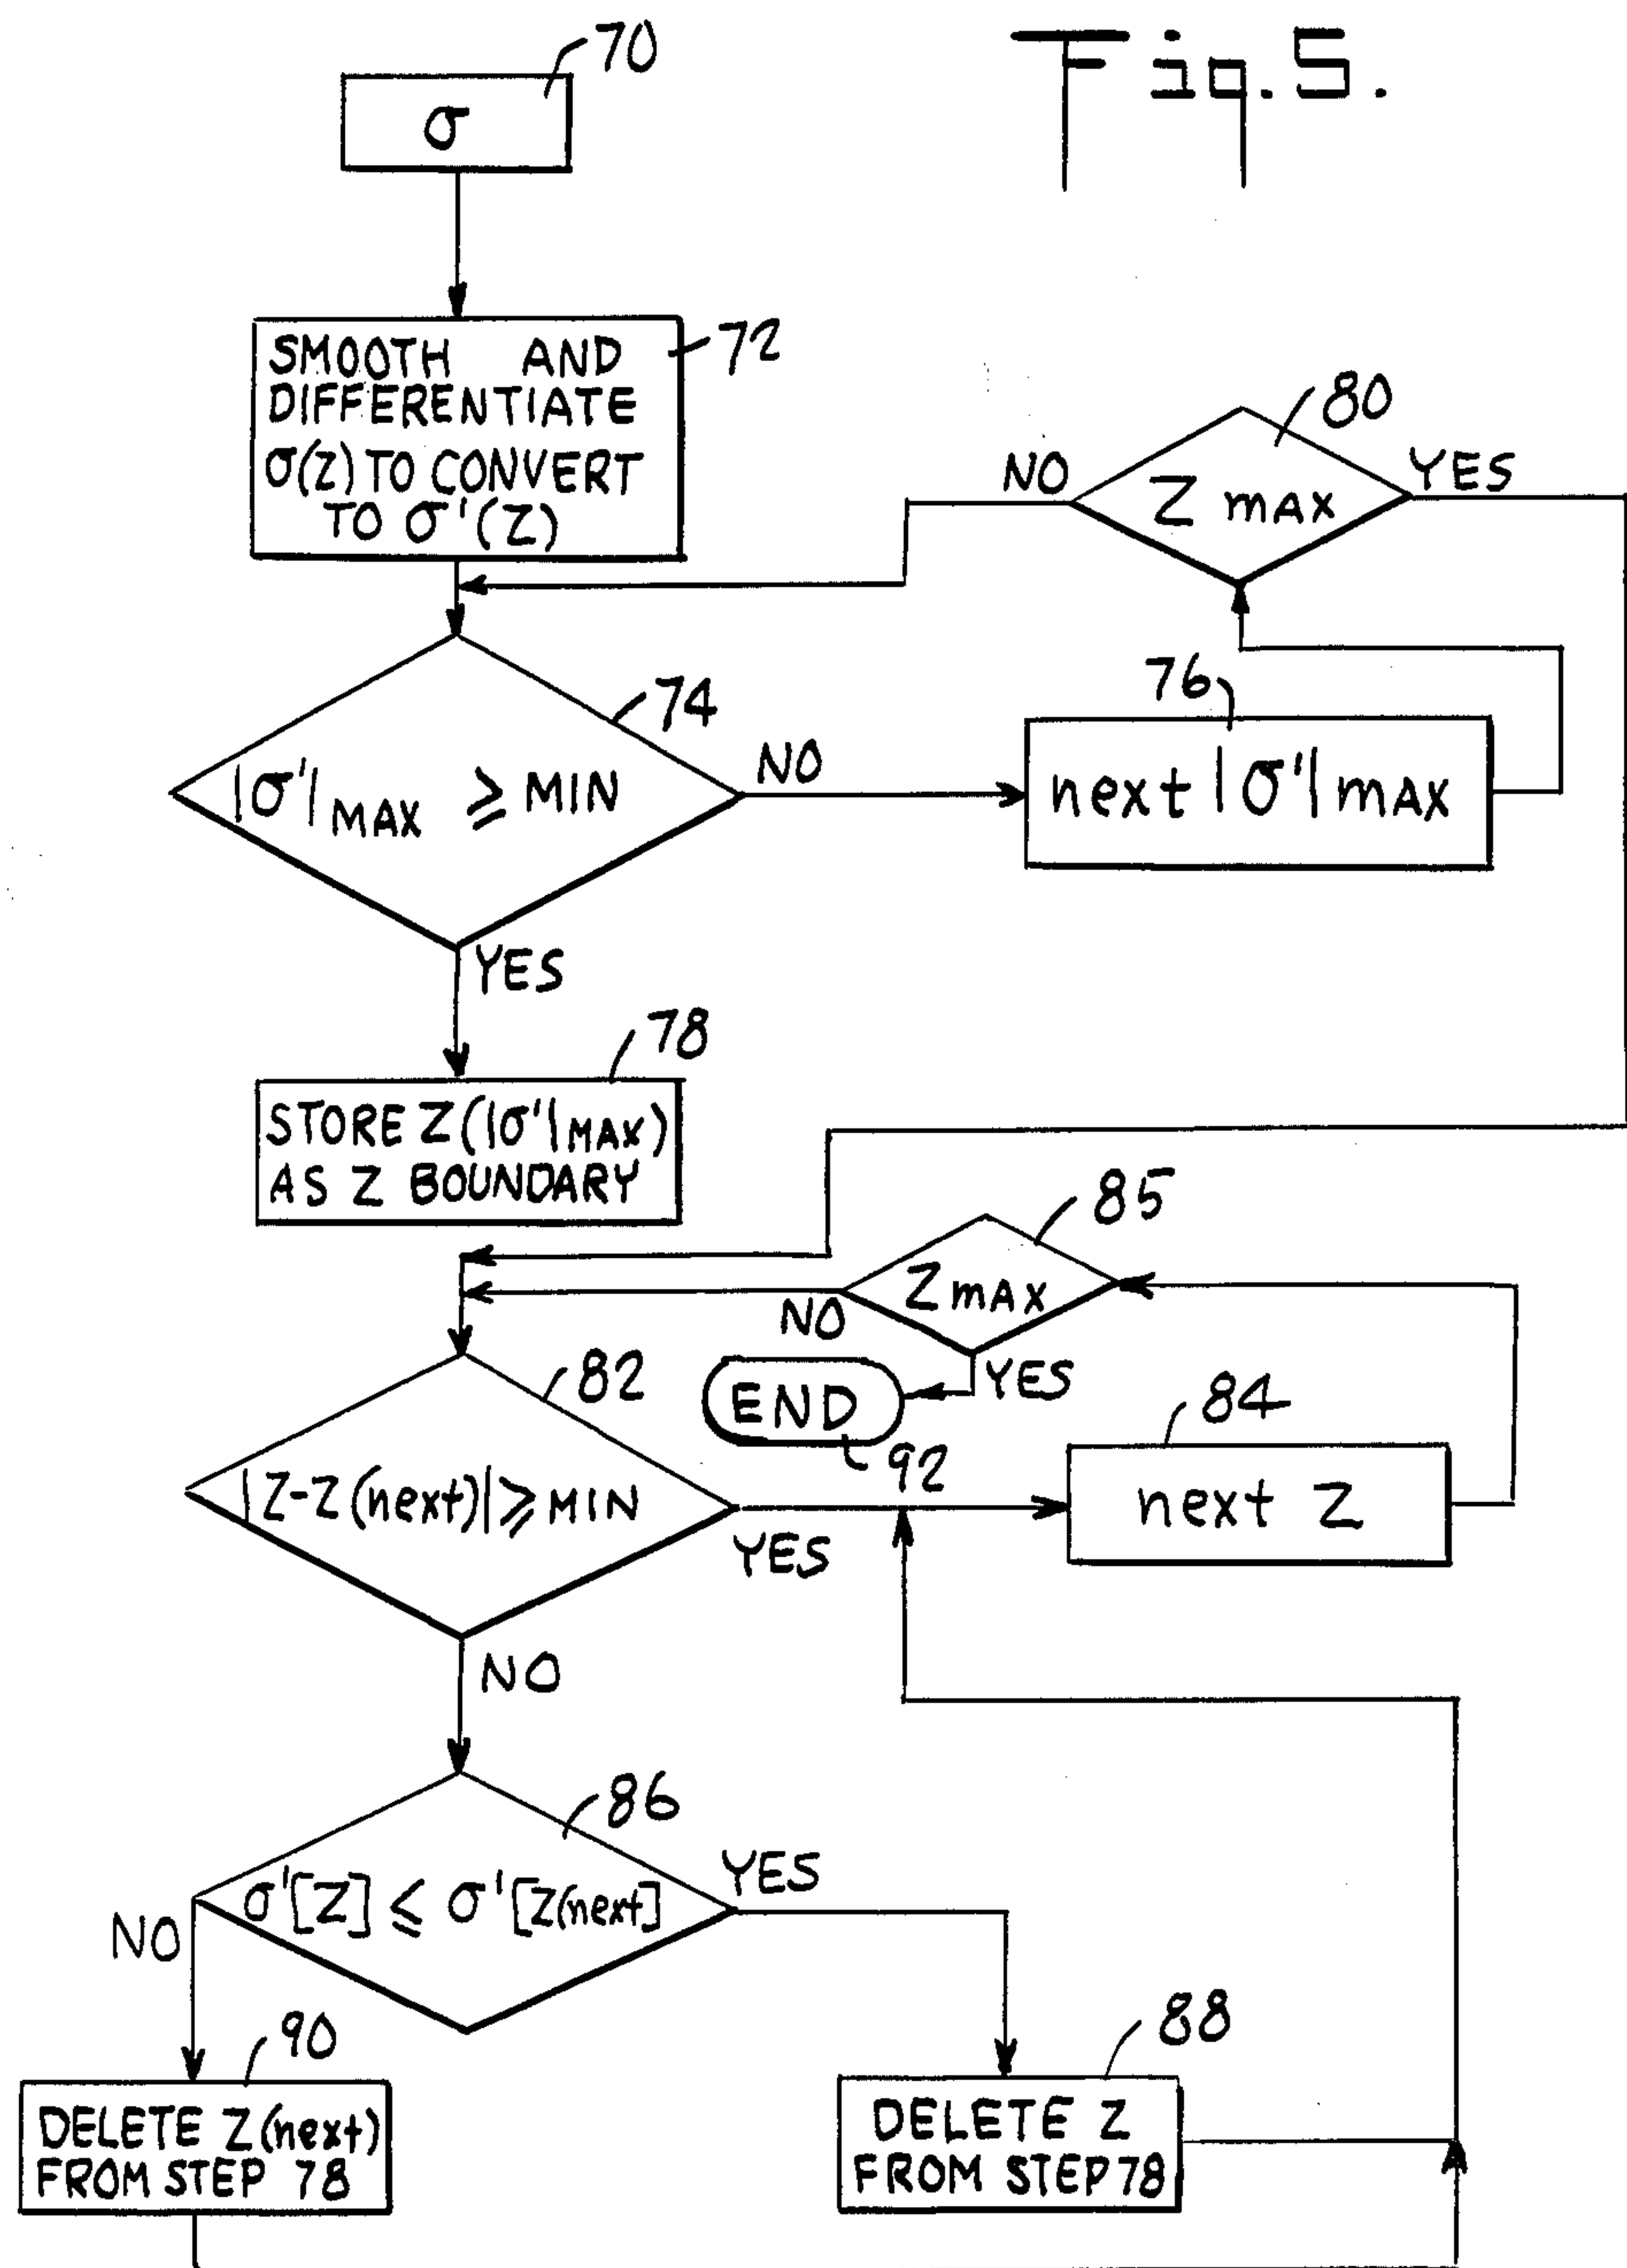 Fig. 5.
70
σ
72
SMOOTH AND
DIFFERENTIATE
σ(Z) TO CONVERT
TO σ'(Z)
80
NO
Z MAX
YES
74
|σ'|MAX ≥ MIN
NO
76
next |σ'| MAX
YES
78
STORE Z(|σ'|MAX)
AS Z BOUNDARY
85
Z MAX
NO
YES
END
92
82
|Z-Z(next)| ≥ MIN
YES
84
next Z
NO
86
σ'[Z] ≤ σ'[Z(next]
YES
NO
90
DELETE Z(next)
FROM STEP 78
88
DELETE Z
FROM STEP 78